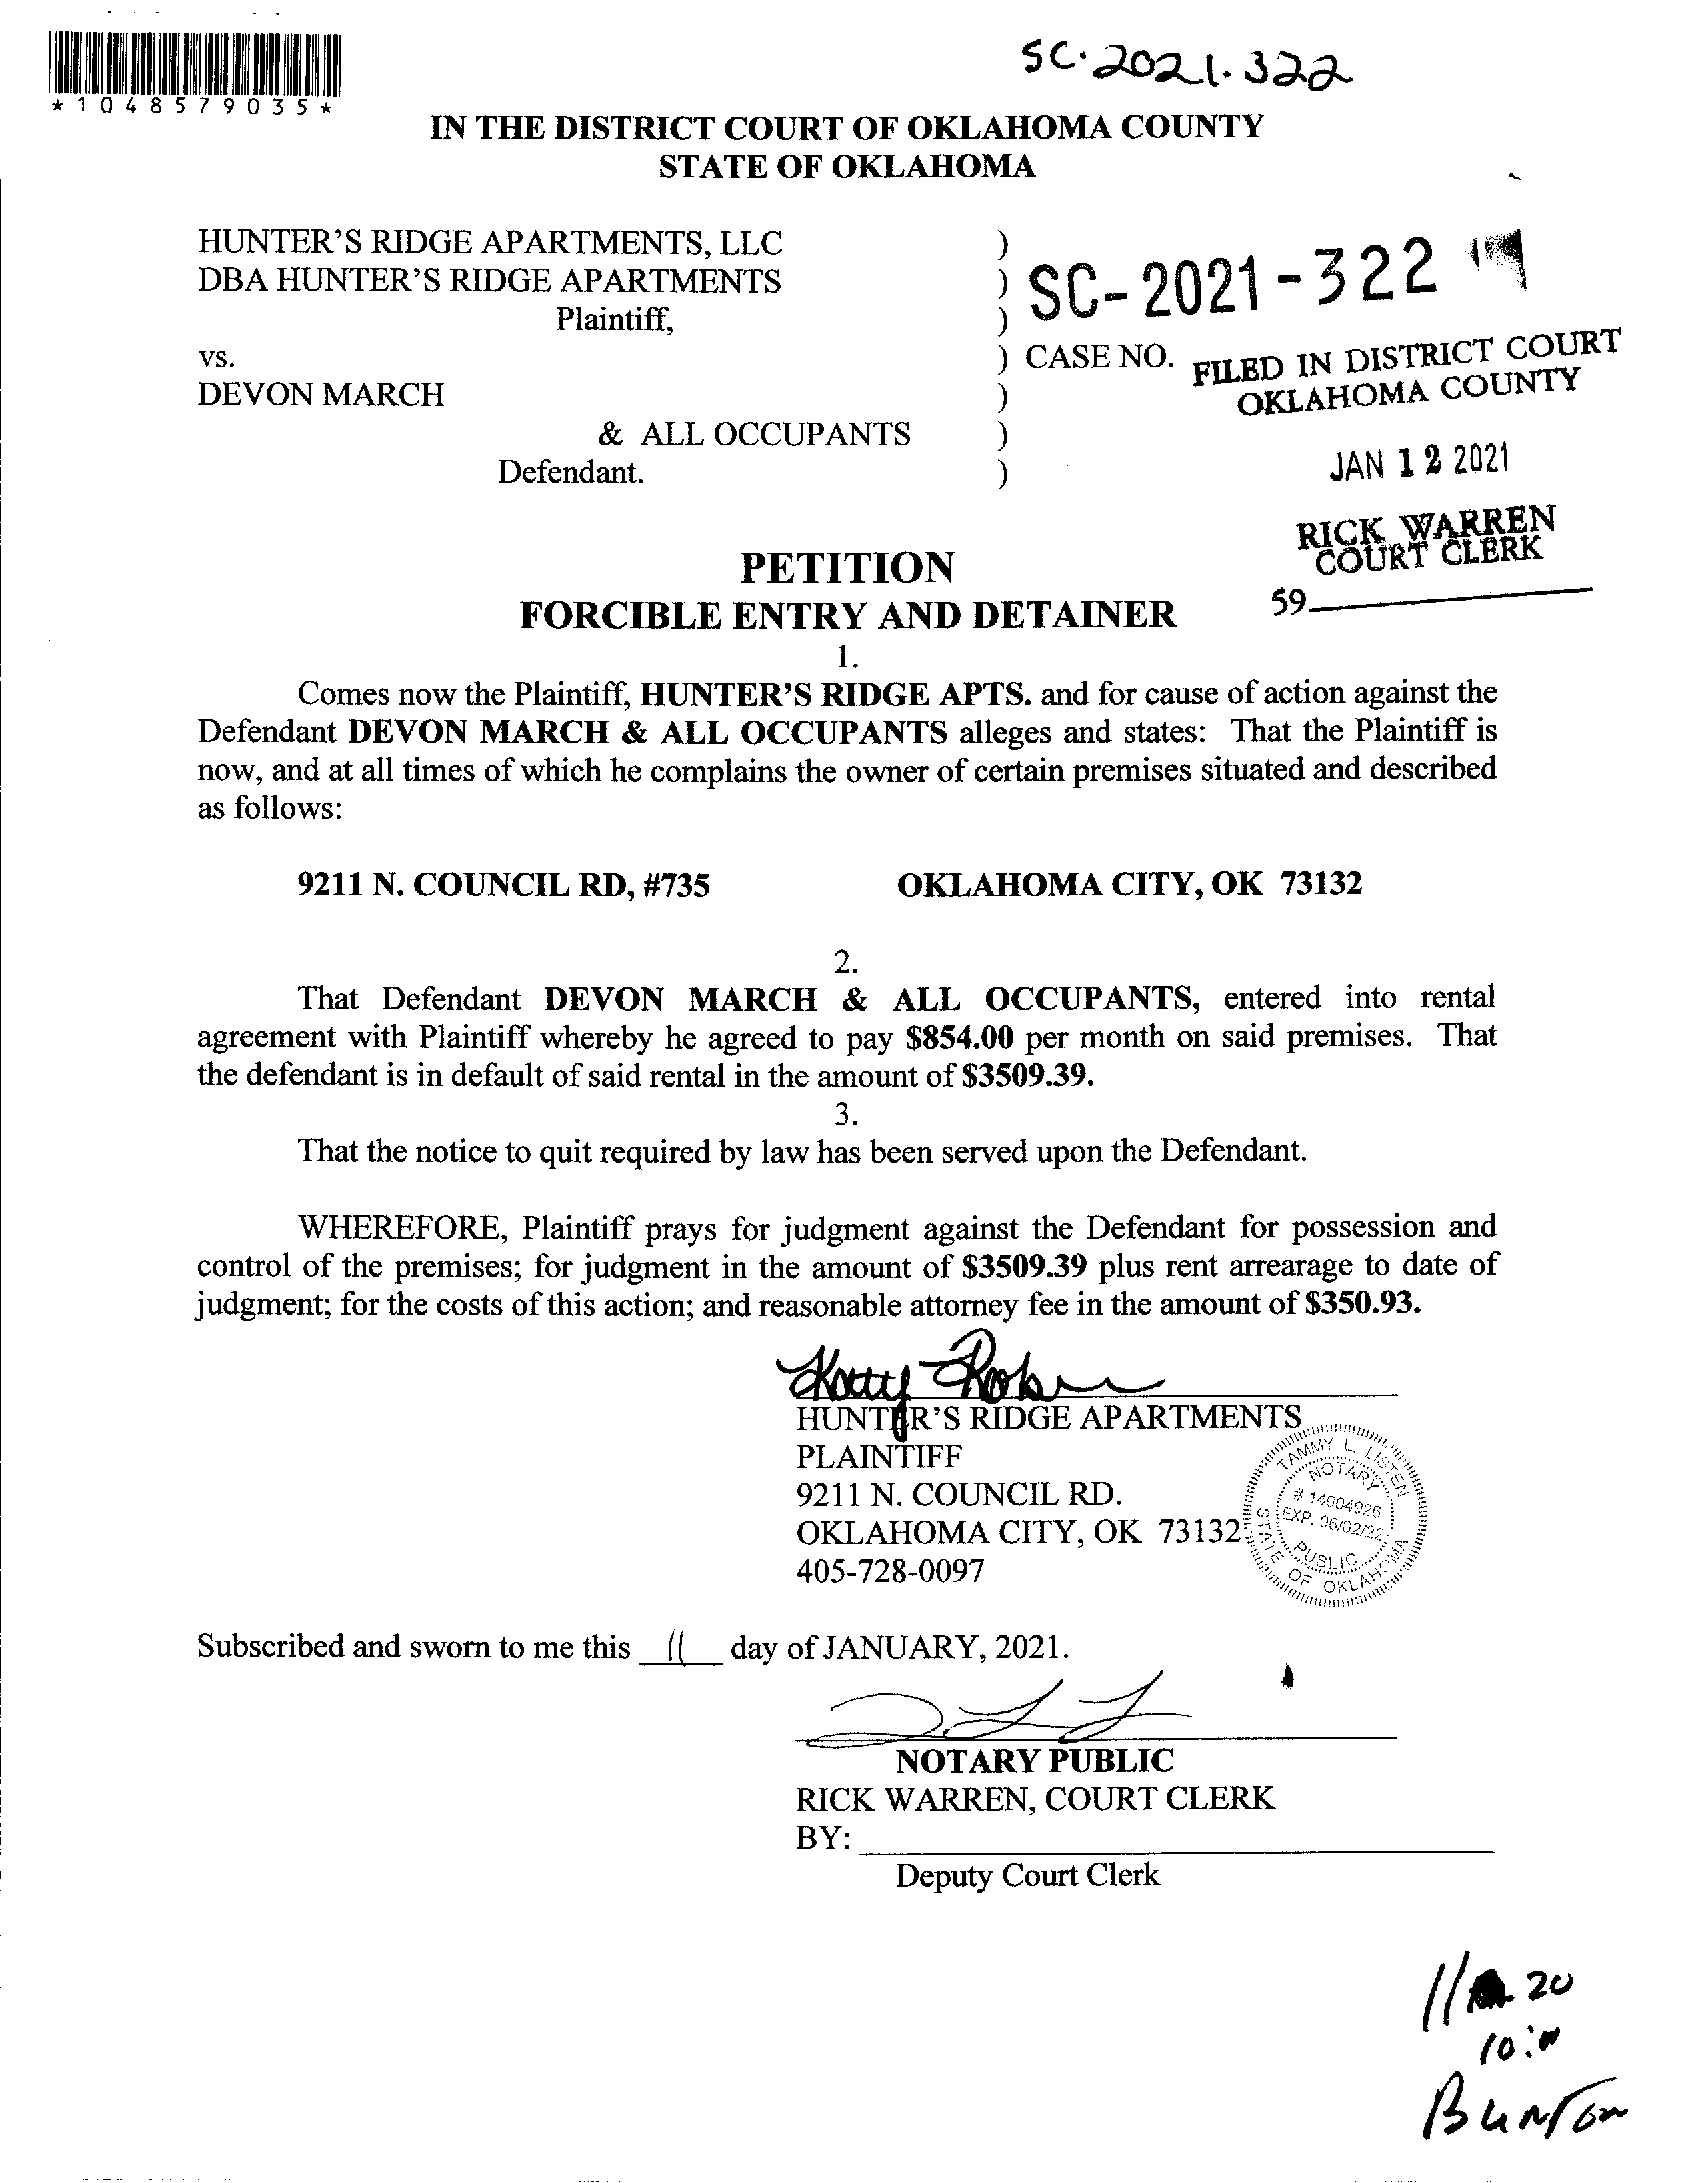 *1048579035*
SC-2021-322
IN THE DISTRICT COURT OF OKLAHOMA COUNTY
STATE OF OKLAHOMA
HUNTER'S RIDGE APARTMENTS, LLC )
DBA HUNTER'S RIDGE APARTMENTS ) SC-2021-322
Plaintiff, )
vs. ) CASE NO. FILED IN DISTRICT COURT
OKLAHOMA COUNTY
DEVON MARCH )
& ALL OCCUPANTS )
Defendant. ) JAN 12 2021
RICK WARREN
COURT CLERK
59
PETITION
FORCIBLE ENTRY AND DETAINER
1.
Comes now the Plaintiff, HUNTER'S RIDGE APTS. and for cause of action against the
Defendant DEVON MARCH & ALL OCCUPANTS alleges and states: That the Plaintiff is
now, and at all times of which he complains the owner of certain premises situated and described
as follows:
9211 N. COUNCIL RD, #735 OKLAHOMA CITY, OK 73132
2.
That Defendant DEVON MARCH & ALL OCCUPANTS, entered into rental
agreement with Plaintiff whereby he agreed to pay $854.00 per month on said premises. That
the defendant is in default of said rental in the amount of $3509.39.
3.
That the notice to quit required by law has been served upon the Defendant.
WHEREFORE, Plaintiff prays for judgment against the Defendant for possession and
control of the premises; for judgment in the amount of $3509.39 plus rent arrearage to date of
judgment; for the costs of this action; and reasonable attorney fee in the amount of $350.93.
HUNTER'S RIDGE APARTMENTS
PLAINTIFF
9211 N. COUNCIL RD.
OKLAHOMA CITY, OK 73132
405-728-0097
TAMMY L. LISTEN
NOTARY
# 14004926
EXP. 06/02/22
PUBLIC
STATE OF OKLAHOMA
Subscribed and sworn to me this 11 day of JANUARY, 2021.
NOTARY PUBLIC
RICK WARREN, COURT CLERK
BY:
Deputy Court Clerk
20
Bunton